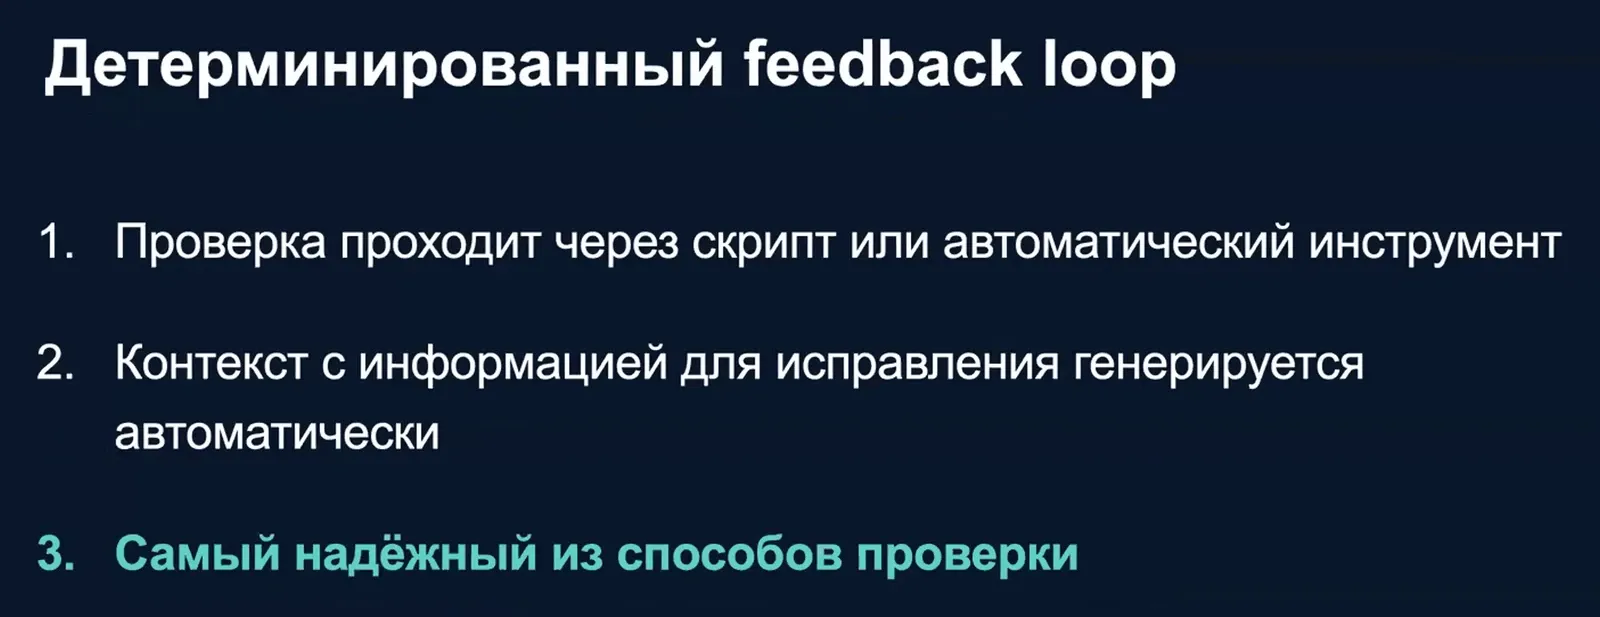 Детерминированный feedback loop
1. Проверка проходит через скрипт или автоматический инструмент
2. Контекст с информацией для исправления генерируется
автоматически
3. Самый надёжный из способов проверки